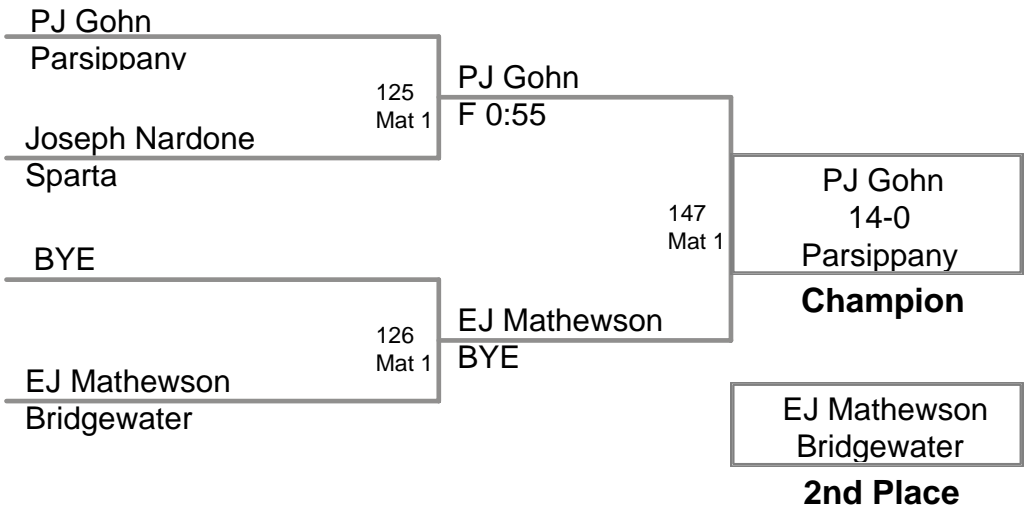 PJ Gohn
Parsippany
125
Mat 1
PJ Gohn
F 0:55
Joseph Nardone
Sparta
147
Mat 1
PJ Gohn
14-0
Parsippany
Champion
BYE
126
Mat 1
EJ Mathewson
BYE
EJ Mathewson
Bridgewater
EJ Mathewson
Bridgewater
2nd Place